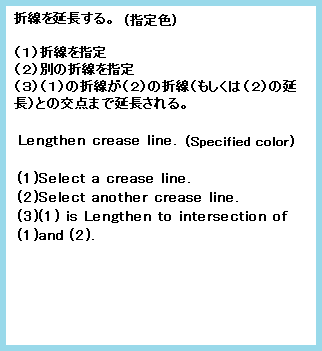 折線を延長する。 (指定色)
(1)折線を指定
(2)別の折線を指定
(3)(1)の折線が(2)の折線(もしくは(2)の延
長)との交点まで延長される。
Lengthen crease line. (Specified color)
(1)Select a crease line.
(2)Select another crease line.
(3)(1) is Lengthen to intersection of
(1)and (2).